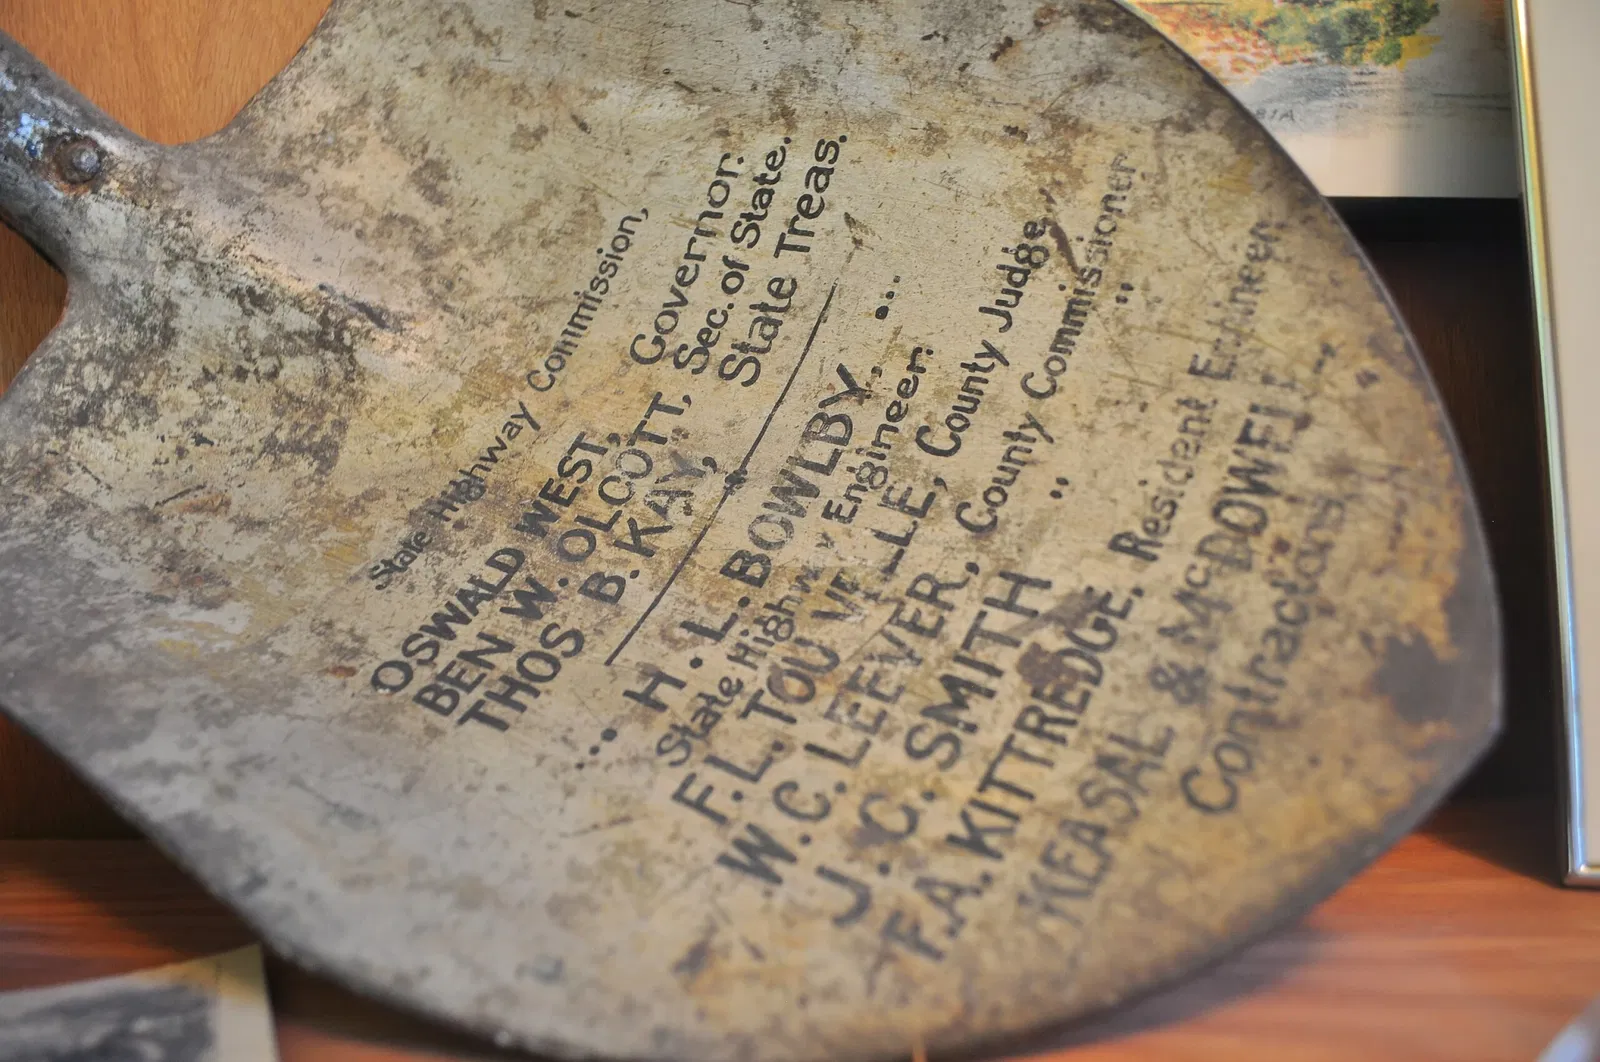 State Highway Commission,
OSWALD WEST, Governor.
BEN W. OLCOTT, Sec. of State.
THOS B. KAY, State Treas.
... H. L. BOWLBY ...
State Highway Engineer.
F. L. TOU VELLE, County Judge,
W. C. LEEVER, County Commissioner
J. C. SMITH " "
F. A. KITTREDGE, Resident Engineer,
KEASAL & McDOWELL
Contractors